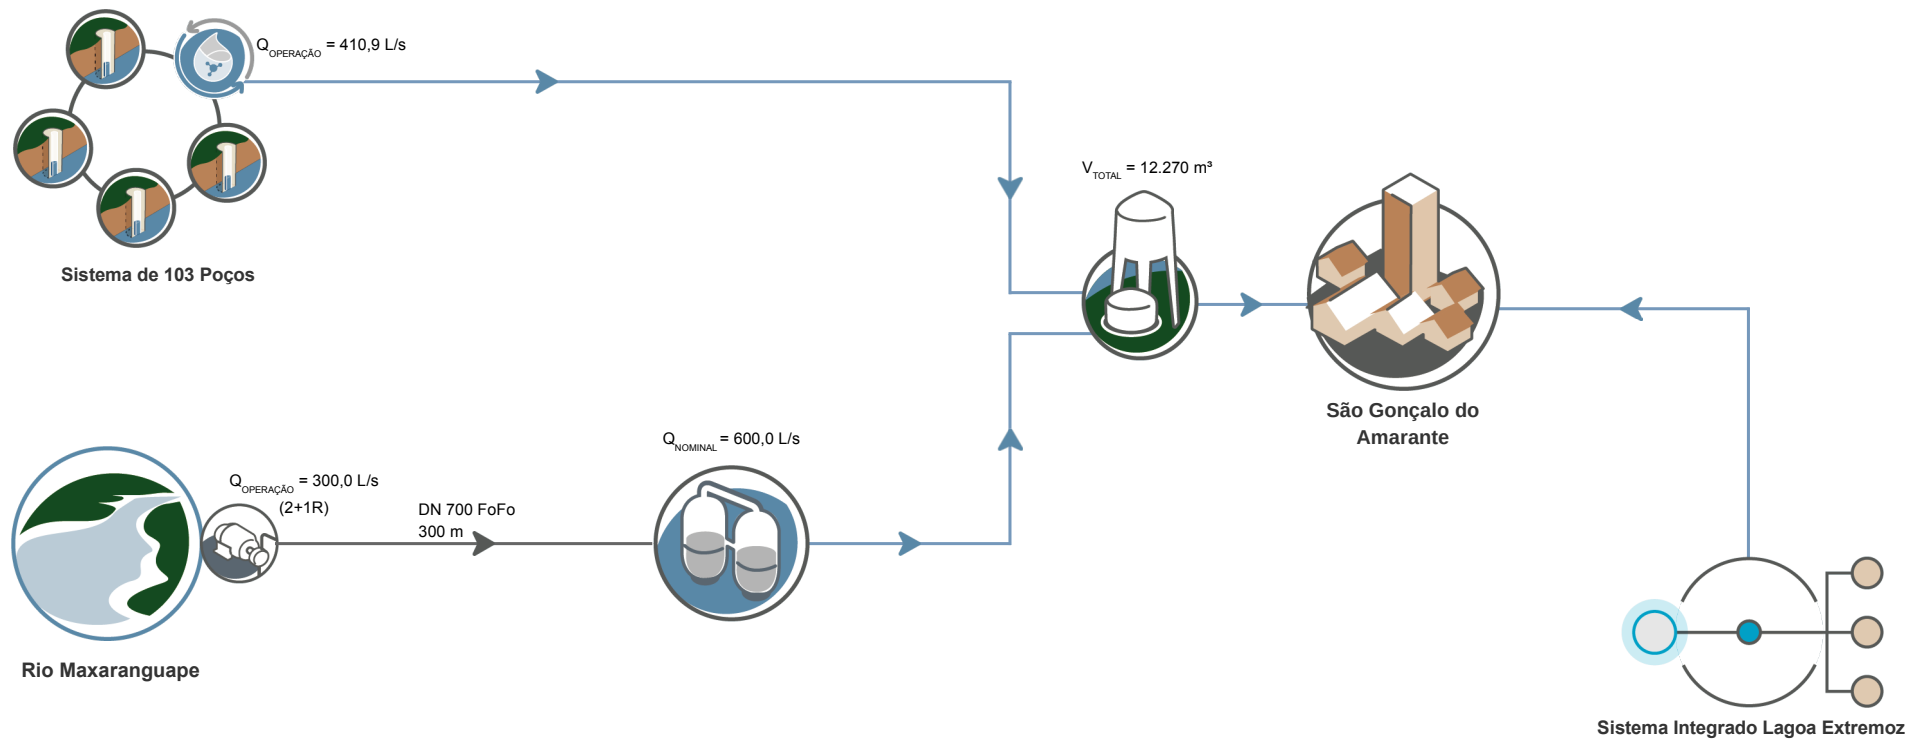 Q OPERAÇÃO = 410,9 L/s
Sistema de 103 Poços
V TOTAL = 12.270 m³
São Gonçalo do
Amarante
Q NOMINAL = 600,0 L/s
Q OPERAÇÃO = 300,0 L/s
(2+1R)
DN 700 FoFo
300 m
Rio Maxaranguape
Sistema Integrado Lagoa Extremoz